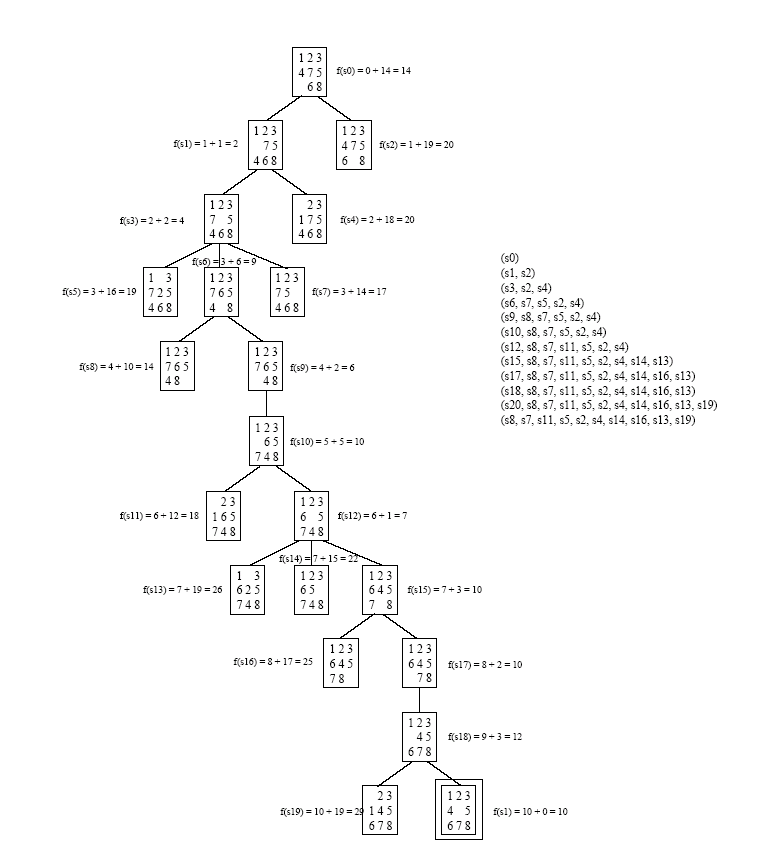 1 2 3
4 7 5
6 8
f(s0) = 0 + 14 = 14
1 2 3
7 5
4 6 8
f(s1) = 1 + 1 = 2
1 2 3
4 7 5
6 8
f(s2) = 1 + 19 = 20
1 2 3
7 5
4 6 8
f(s3) = 2 + 2 = 4
2 3
1 7 5
4 6 8
f(s4) = 2 + 18 = 20
f(s6) = 3 + 6 = 9
1 3
7 2 5
4 6 8
f(s5) = 3 + 16 = 19
1 2 3
7 6 5
4 8
1 2 3
7 5
4 6 8
f(s7) = 3 + 14 = 17
1 2 3
7 6 5
4 8
f(s8) = 4 + 10 = 14
1 2 3
7 6 5
4 8
f(s9) = 4 + 2 = 6
1 2 3
6 5
7 4 8
f(s10) = 5 + 5 = 10
2 3
1 6 5
7 4 8
f(s11) = 6 + 12 = 18
1 2 3
6 5
7 4 8
f(s12) = 6 + 1 = 7
f(s14) = 7 + 15 = 22
1 3
6 2 5
7 4 8
f(s13) = 7 + 19 = 26
1 2 3
6 5
7 4 8
1 2 3
6 4 5
7 8
f(s15) = 7 + 3 = 10
1 2 3
6 4 5
7 8
f(s16) = 8 + 17 = 25
1 2 3
6 4 5
7 8
f(s17) = 8 + 2 = 10
1 2 3
4 5
6 7 8
f(s18) = 9 + 3 = 12
2 3
1 4 5
6 7 8
f(s19) = 10 + 19 = 29
1 2 3
4 5
6 7 8
f(s1) = 10 + 0 = 10
(s0)
(s1, s2)
(s3, s2, s4)
(s6, s7, s5, s2, s4)
(s9, s8, s7, s5, s2, s4)
(s10, s8, s7, s5, s2, s4)
(s12, s8, s7, s11, s5, s2, s4)
(s15, s8, s7, s11, s5, s2, s4, s14, s13)
(s17, s8, s7, s11, s5, s2, s4, s14, s16, s13)
(s18, s8, s7, s11, s5, s2, s4, s14, s16, s13)
(s20, s8, s7, s11, s5, s2, s4, s14, s16, s13, s19)
(s8, s7, s11, s5, s2, s4, s14, s16, s13, s19)